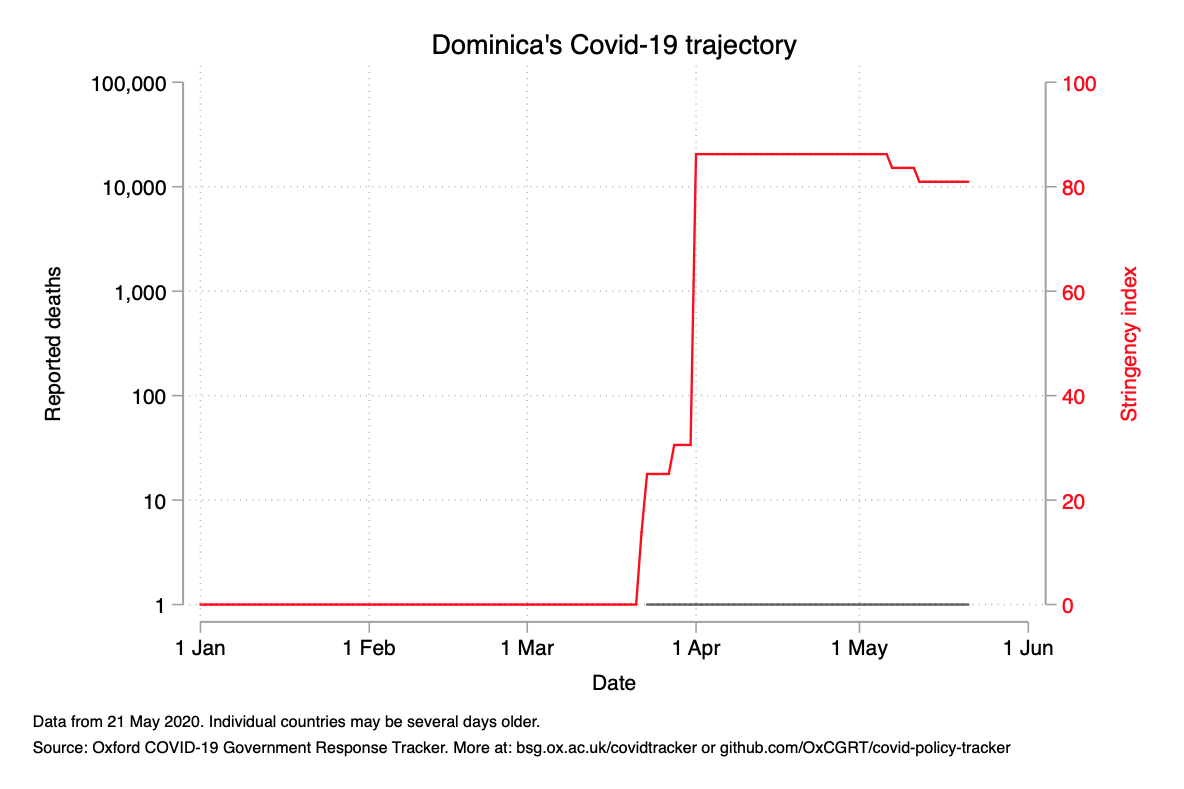 Dominica's Covid-19 trajectory
100,000
10,000
1,000
100
10
1
Reported deaths
100
80
60
40
20
0
Stringency index
1 Jan
1 Feb
1 Mar
1 Apr
1 May
1 Jun
Date
Data from 21 May 2020. Individual countries may be several days older.
Source: Oxford COVID-19 Government Response Tracker. More at: bsg.ox.ac.uk/covidtracker or github.com/OxCGRT/covid-policy-tracker